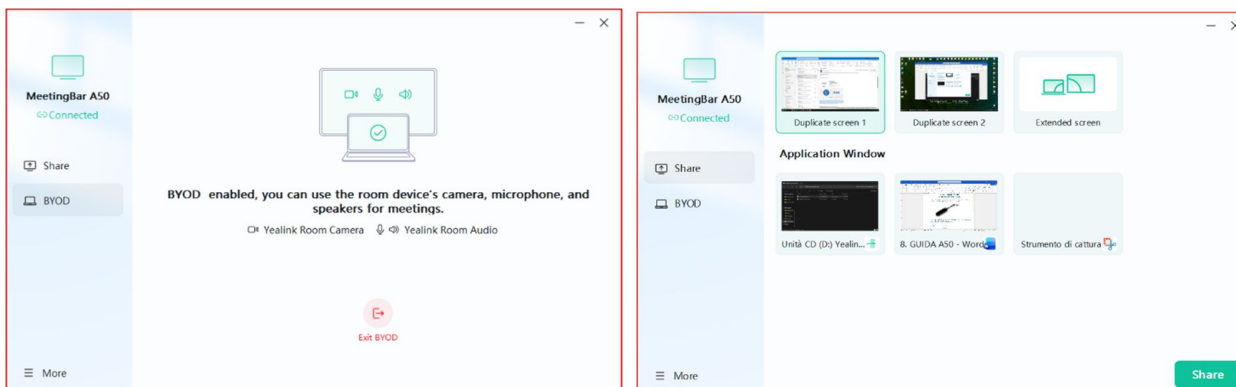 MeetingBar A50
Connected
Share
BYOD
BYOD enabled, you can use the room device's camera, microphone, and
speakers for meetings.
Yealink Room Camera Yealink Room Audio
Exit BYOD
More
MeetingBar A50
Connected
Share
BYOD
Duplicate screen 1
Duplicate screen 2
Extended screen
Application Window
Unità CD (D:) Yealin...
8. GUIDA A50 - Word
Strumento di cattura
More
Share